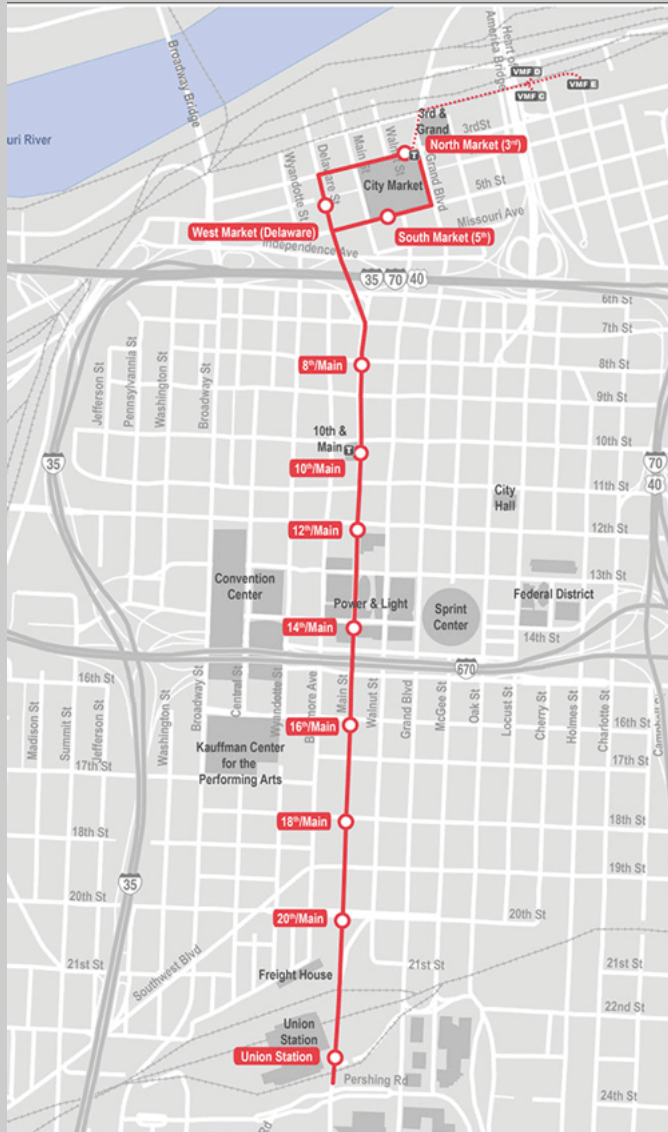 Broadway Bridge
Heart of
America Bridge
VMF D
VMF C
VMF E
uri River
3rd &
Grand
3rdSt
North Market (3rd)
T
Wyandotte St
Delaware St
Main St
Walnut St
Grand Blvd
City Market
5th St
Missouri Ave
West Market (Delaware)
South Market (5th)
Independence Ave
35 70 40
6th St
7th St
8th/Main
8th St
9th St
Jefferson St
Pennsylvania St
Washington St
Broadway St
10th &
Main
T
10th/Main
10th St
35
70
40
11th St
City
Hall
12th/Main
12th St
13th St
Convention
Center
Power & Light
Sprint
Center
Federal District
14th/Main
14th St
670
16th St
Madison St
Summit St
Jefferson St
Washington St
Broadway St
Central St
Wyandotte St
Main St
Walnut St
Grand Blvd
McGee St
Oak St
Locust St
Cherry St
Holmes St
Charlotte St
16th/Main
16th St
Kauffman Center
for the
Performing Arts
17th St
17th St
18th/Main
18th St
18th St
19th St
35
20th St
20th/Main
20th St
20th St
Southwest Blvd
21st St
Freight House
21st St
21st St
22nd St
Union
Station
Union Station
Pershing Rd
24th St
Rd